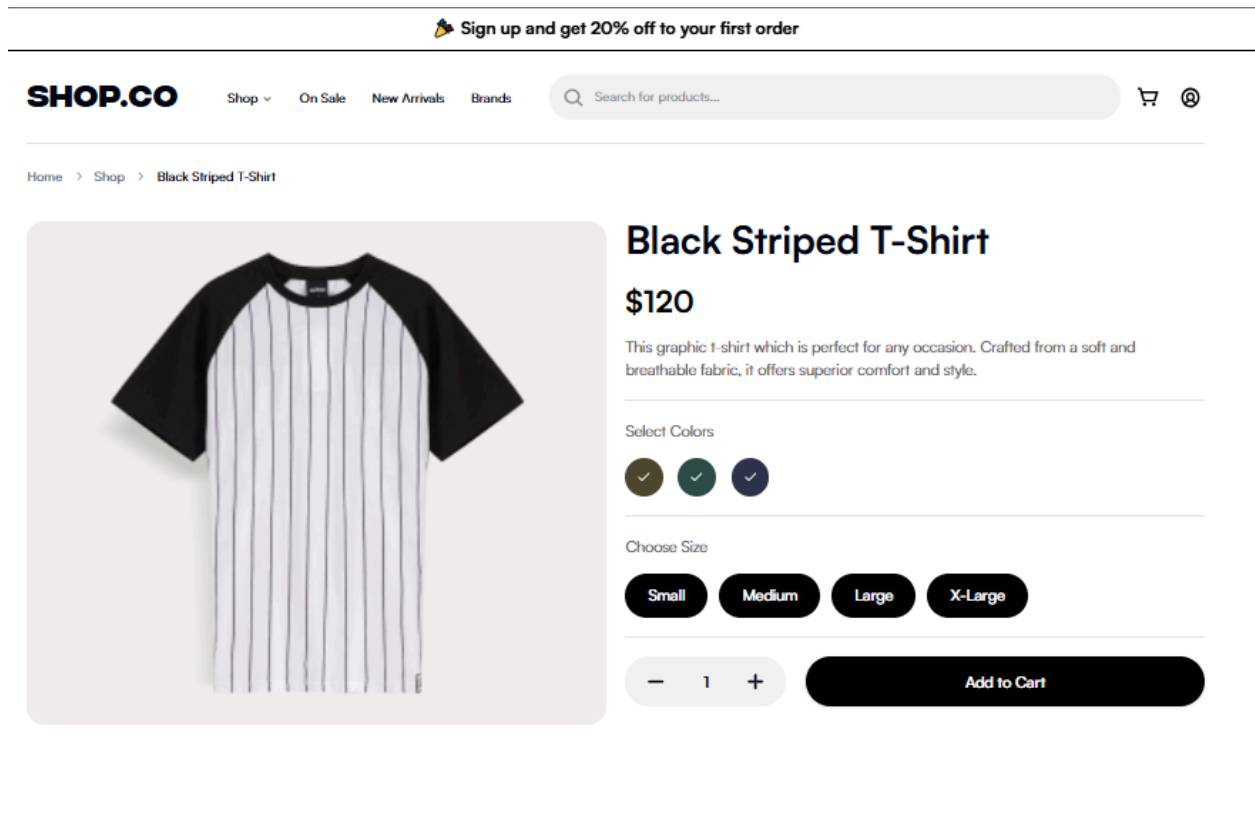 🎉 Sign up and get 20% off to your first order
SHOP.CO
Shop
On Sale
New Arrivals
Brands
Search for products...
Home > Shop > Black Striped T-Shirt
Black Striped T-Shirt
$120
This graphic t-shirt which is perfect for any occasion. Crafted from a soft and
breathable fabric, it offers superior comfort and style.
Select Colors
Choose Size
Small
Medium
Large
X-Large
− 1 +
Add to Cart